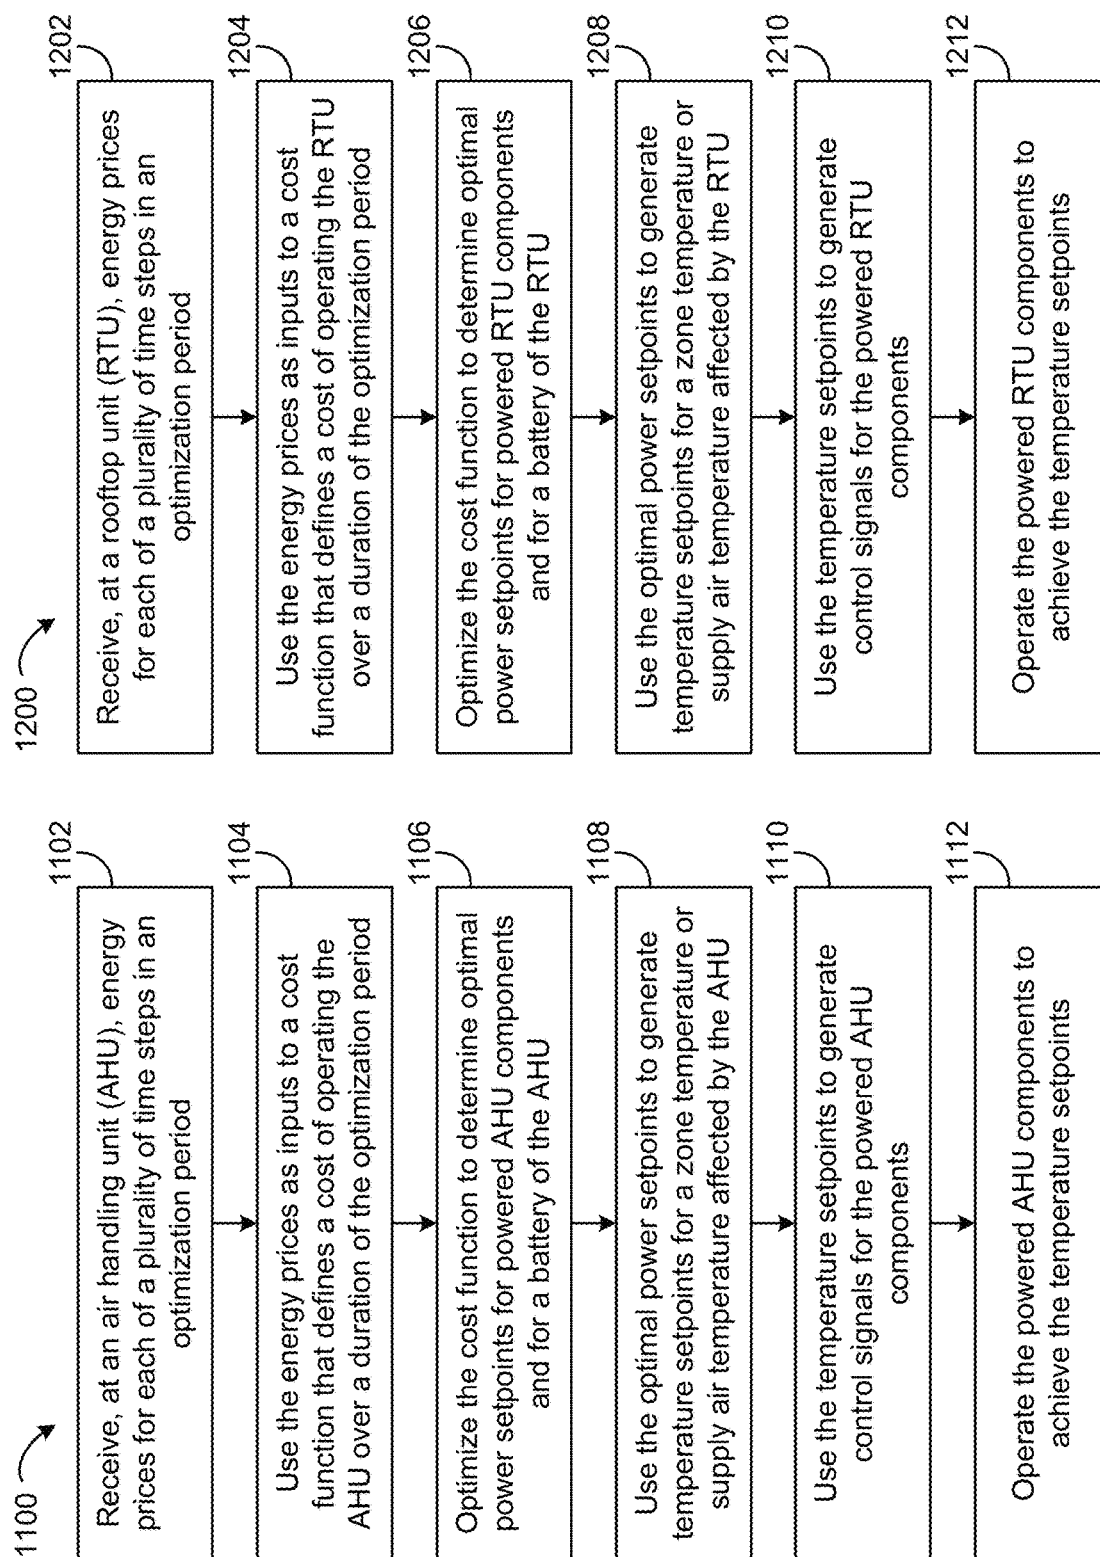 1100
1102
Receive, at an air handling unit (AHU), energy
prices for each of a plurality of time steps in an
optimization period
1104
Use the energy prices as inputs to a cost
function that defines a cost of operating the
AHU over a duration of the optimization period
1106
Optimize the cost function to determine optimal
power setpoints for powered AHU components
and for a battery of the AHU
1108
Use the optimal power setpoints to generate
temperature setpoints for a zone temperature or
supply air temperature affected by the AHU
1110
Use the temperature setpoints to generate
control signals for the powered AHU
components
1112
Operate the powered AHU components to
achieve the temperature setpoints
1200
1202
Receive, at a rooftop unit (RTU), energy prices
for each of a plurality of time steps in an
optimization period
1204
Use the energy prices as inputs to a cost
function that defines a cost of operating the RTU
over a duration of the optimization period
1206
Optimize the cost function to determine optimal
power setpoints for powered RTU components
and for a battery of the RTU
1208
Use the optimal power setpoints to generate
temperature setpoints for a zone temperature or
supply air temperature affected by the RTU
1210
Use the temperature setpoints to generate
control signals for the powered RTU
components
1212
Operate the powered RTU components to
achieve the temperature setpoints